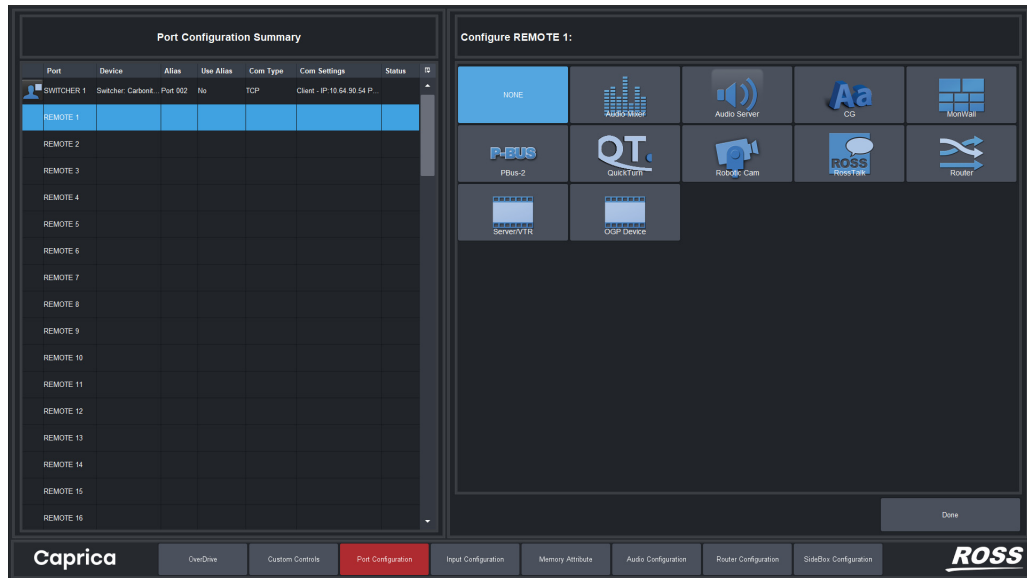 Port Configuration Summary
Port Device Alias Use Alias Com Type Com Settings Status
SWITCHER 1 Switcher: Carbonit... Port 002 No TCP Client - IP:10.64.90.54 P...
REMOTE 1
REMOTE 2
REMOTE 3
REMOTE 4
REMOTE 5
REMOTE 6
REMOTE 7
REMOTE 8
REMOTE 9
REMOTE 10
REMOTE 11
REMOTE 12
REMOTE 13
REMOTE 14
REMOTE 15
REMOTE 16
Configure REMOTE 1:
NONE
Audio Mixer
Audio Server
Aa
CG
MonWall
P-BUS
PBus-2
QT.
QuickTurn
Robotic Cam
ROSS
RossTalk
Router
Server/VTR
OGP Device
Done
Caprica
OverDrive
Custom Controls
Port Configuration
Input Configuration
Memory Attribute
Audio Configuration
Router Configuration
SideBox Configuration
ROSS